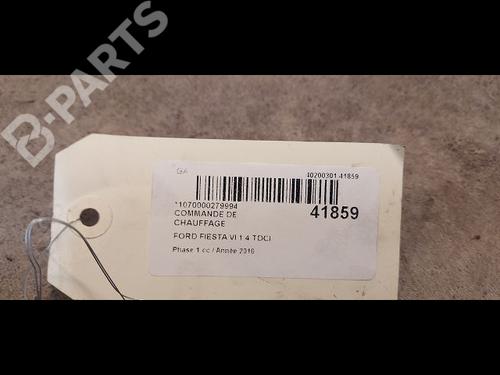 B-PARTS
GA
40200301 41859
*1070000279994
COMMANDE DE
CHAUFFAGE
41859
FORD FIESTA VI 1.4 TDCI
Phase 1 cc / Année 2010